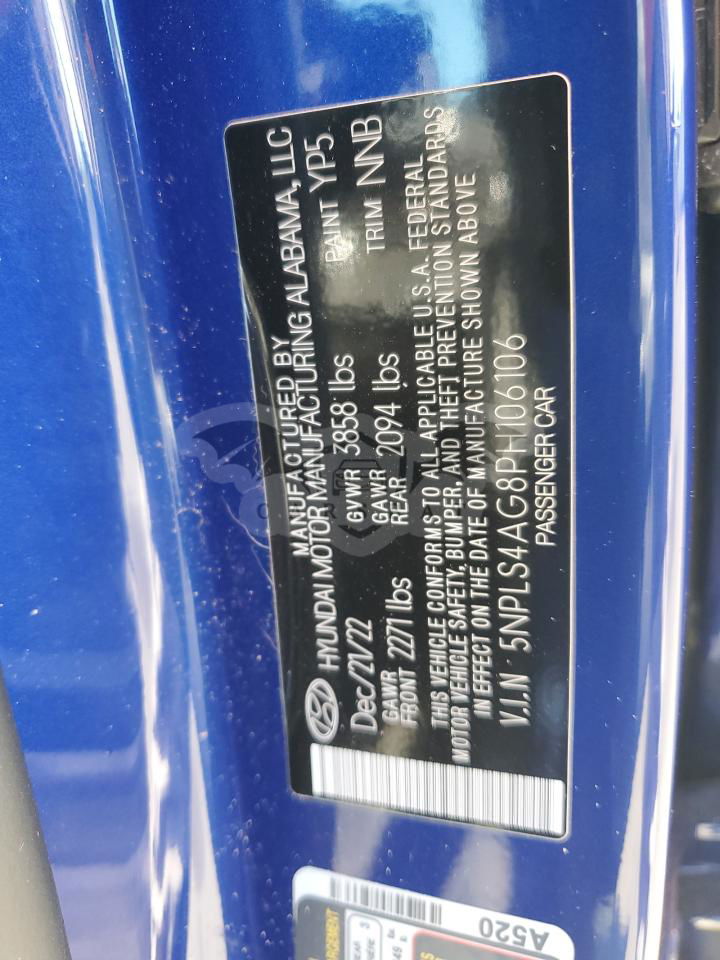 MANUFACTURED BY
HYUNDAI MOTOR MANUFACTURING ALABAMA, LLC
Dec/21/22 GVWR 3858 lbs PAINT YP5
GAWR FRONT 2271 lbs GAWR REAR 2094 lbs TRIM NNB
THIS VEHICLE CONFORMS TO ALL APPLICABLE U.S.A. FEDERAL
MOTOR VEHICLE SAFETY, BUMPER, AND THEFT PREVENTION STANDARDS
IN EFFECT ON THE DATE OF MANUFACTURE SHOWN ABOVE
V.I.N : 5NPLS4AG8PH106106
PASSENGER CAR
A520